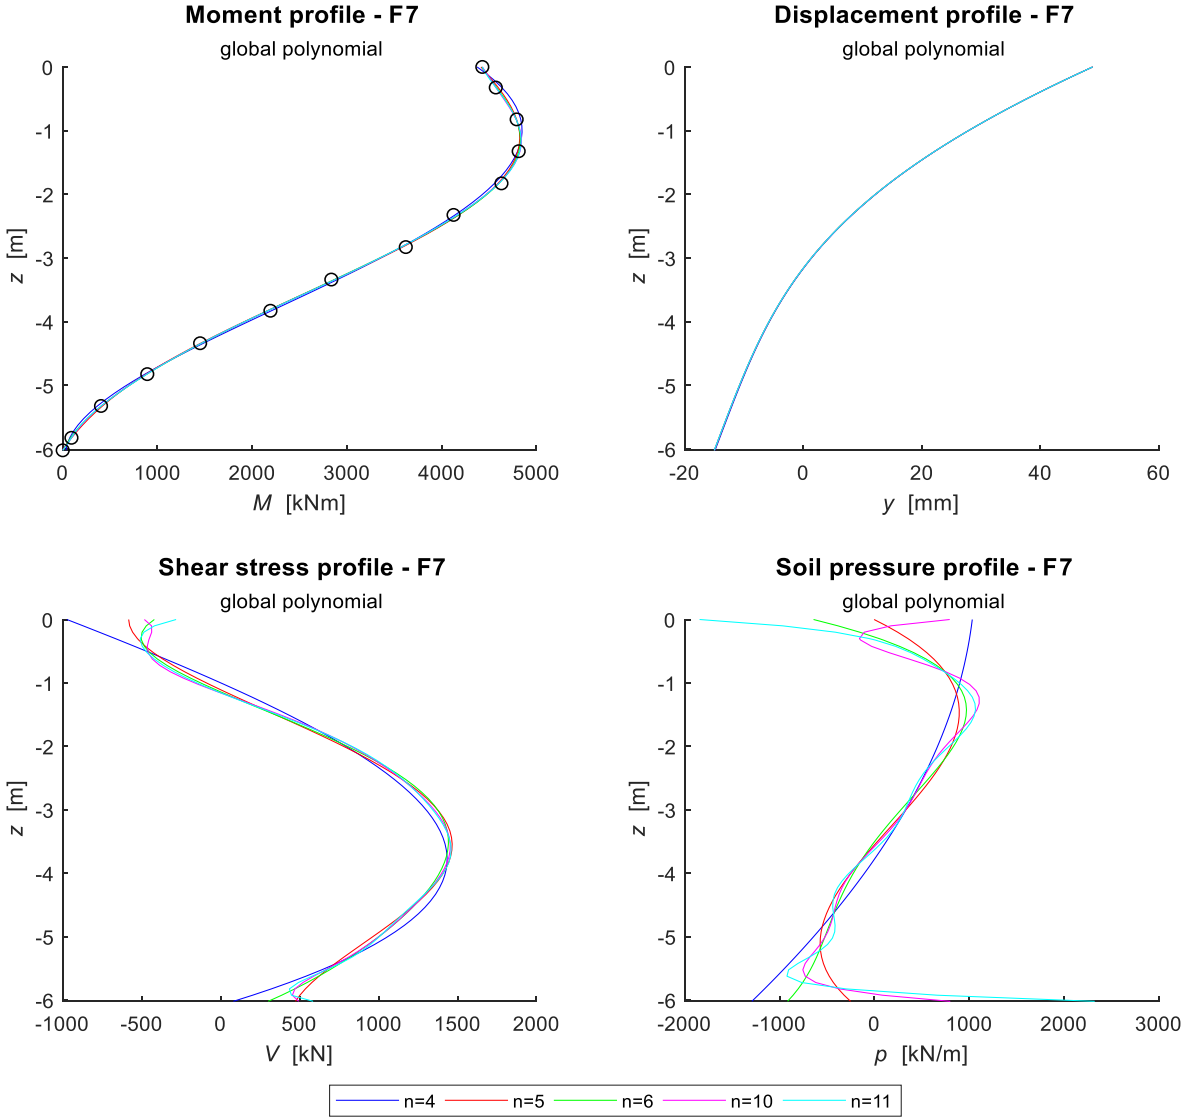 Moment profile - F7
global polynomial
0
-1
-2
-3
-4
-5
-6
z [m]
0 1000 2000 3000 4000 5000
M [kNm]
Displacement profile - F7
global polynomial
0
-1
-2
-3
-4
-5
-6
z [m]
-20 0 20 40 60
y [mm]
Shear stress profile - F7
global polynomial
0
-1
-2
-3
-4
-5
-6
z [m]
-1000 -500 0 500 1000 1500 2000
V [kN]
Soil pressure profile - F7
global polynomial
0
-1
-2
-3
-4
-5
-6
z [m]
-2000 -1000 0 1000 2000 3000
p [kN/m]
n=4 n=5 n=6 n=10 n=11